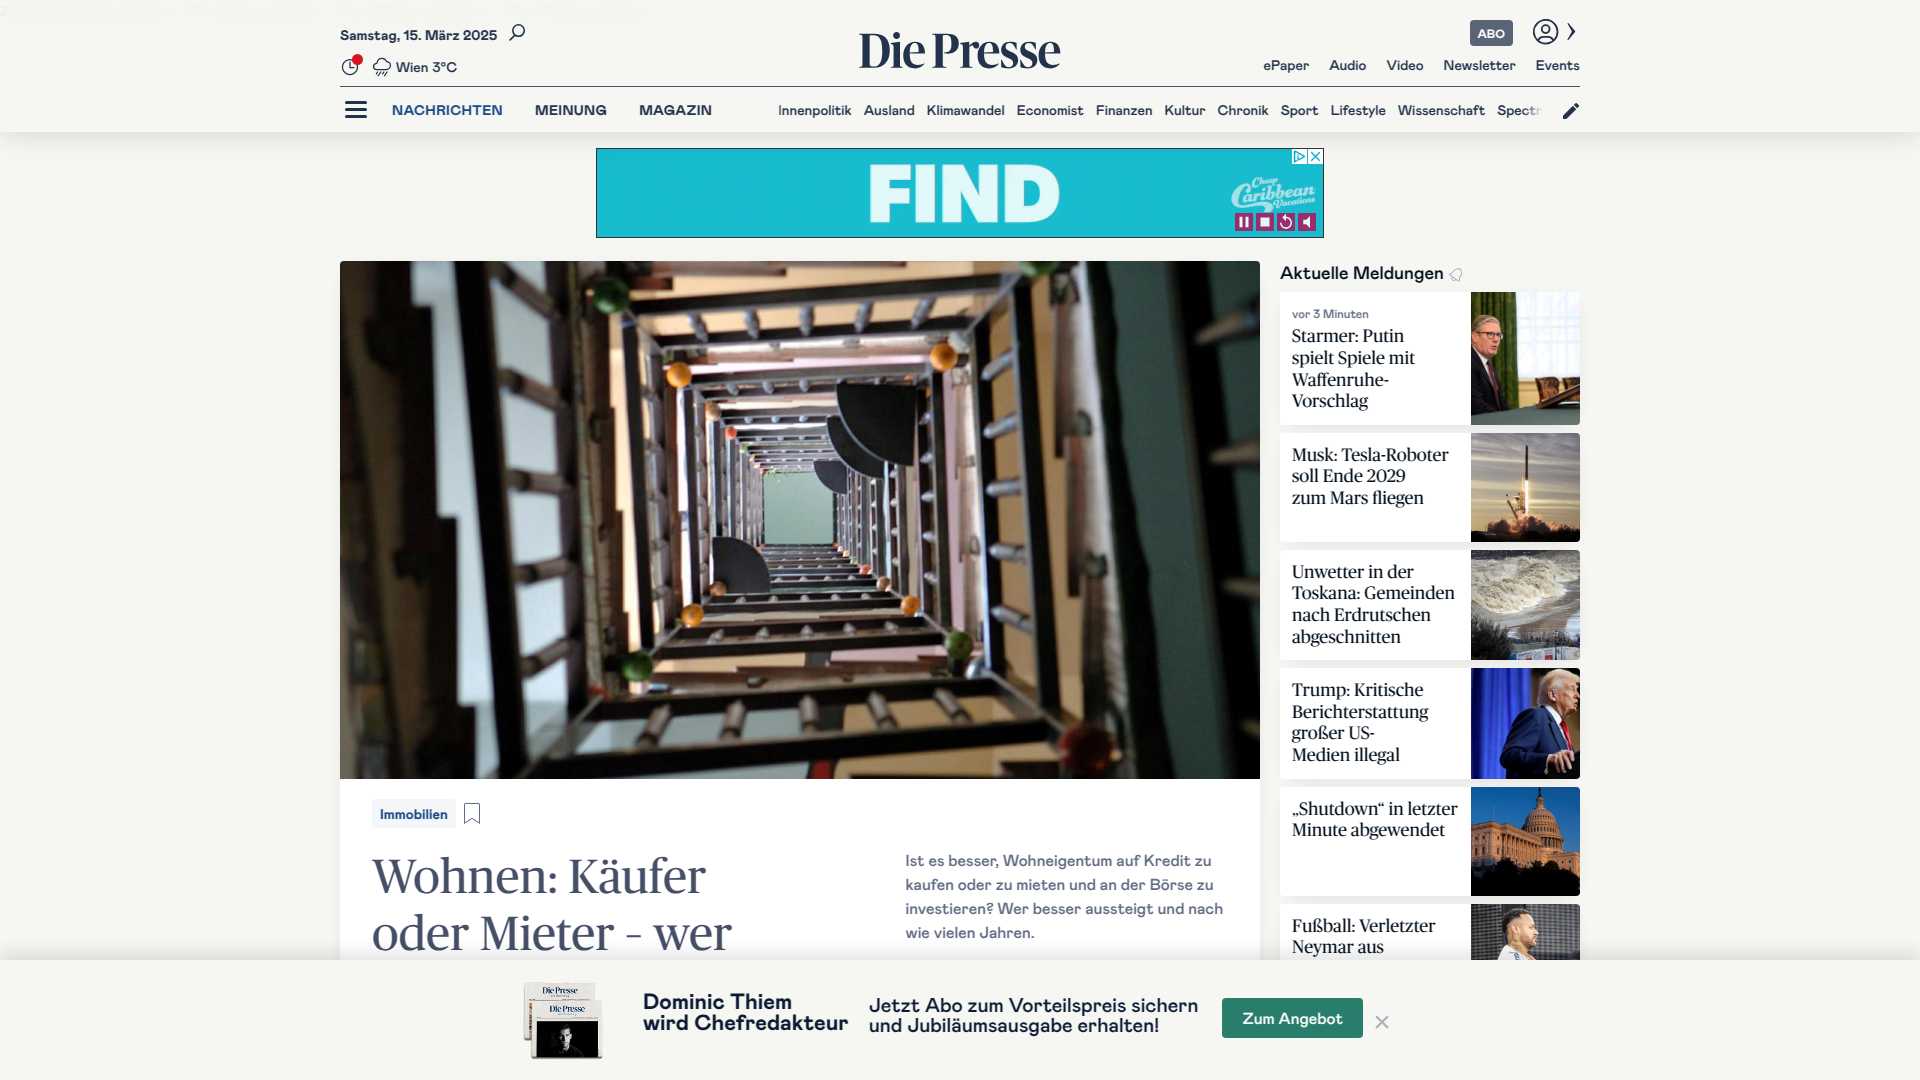 Samstag, 15. März 2025
Wien 3°C
Die Presse
ABO
ePaper Audio Video Newsletter Events
NACHRICHTEN MEINUNG MAGAZIN
Innenpolitik Ausland Klimawandel Economist Finanzen Kultur Chronik Sport Lifestyle Wissenschaft
FIND
Cheap
Caribbean
Vacations
Aktuelle Meldungen
vor 3 Minuten
Starmer: Putin
spielt Spiele mit
Waffenruhe-
Vorschlag
Musk: Tesla-Roboter
soll Ende 2029
zum Mars fliegen
Unwetter in der
Toskana: Gemeinden
nach Erdrutschen
abgeschnitten
Trump: Kritische
Berichterstattung
großer US-
Medien illegal
„Shutdown“ in letzter
Minute abgewendet
Fußball: Verletzter
Neymar aus
Immobilien
Wohnen: Käufer
oder Mieter – wer
Ist es besser, Wohneigentum auf Kredit zu
kaufen oder zu mieten und an der Börse zu
investieren? Wer besser aussteigt und nach
wie vielen Jahren.
Die Presse
Die Presse
Dominic Thiem
wird Chefredakteur
Jetzt Abo zum Vorteilspreis sichern
und Jubiläumsausgabe erhalten!
Zum Angebot